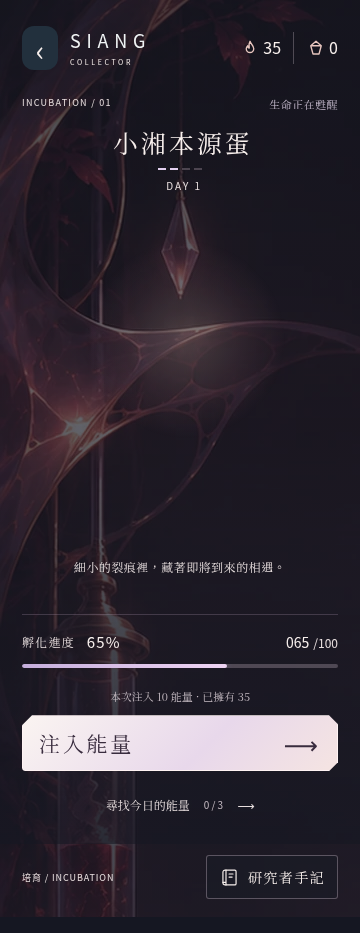 ‹ SIANG 35 0
COLLECTOR
INCUBATION / 01 生命正在甦醒
小湘本源蛋
DAY 1
細小的裂痕裡，藏著即將到來的相遇。
孵化進度 65% 065 /100
本次注入 10 能量 · 已擁有 35
注入能量 →
尋找今日的能量 0 / 3 →
培育 / INCUBATION 研究者手記